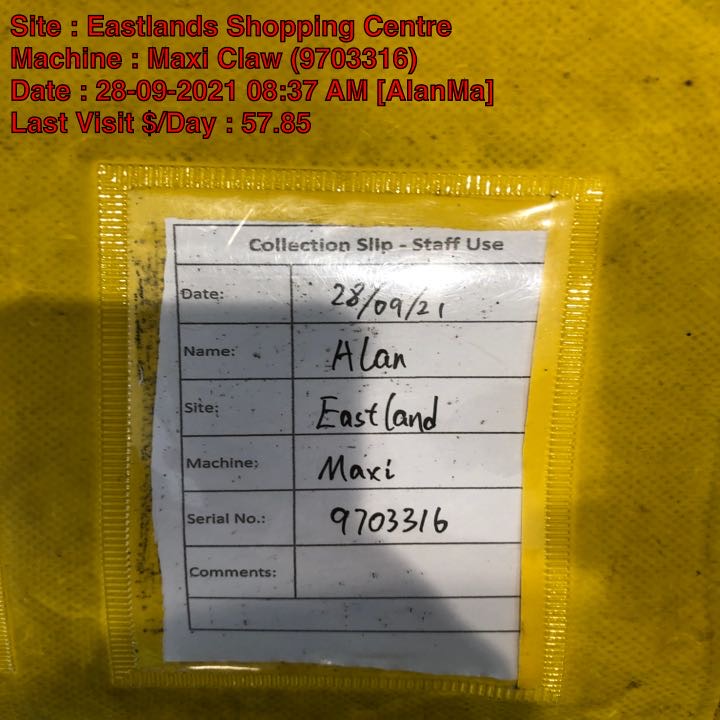 Site : Eastlands Shopping Centre
Machine : Maxi Claw (9703316)
Date : 28-09-2021 08:37 AM [AlanMa]
Last Visit $/Day : 57.85
Collection Slip - Staff Use
Date: 28/09/21
Name: Alan
Site: Eastland
Machine: Maxi
Serial No.: 9703316
Comments: